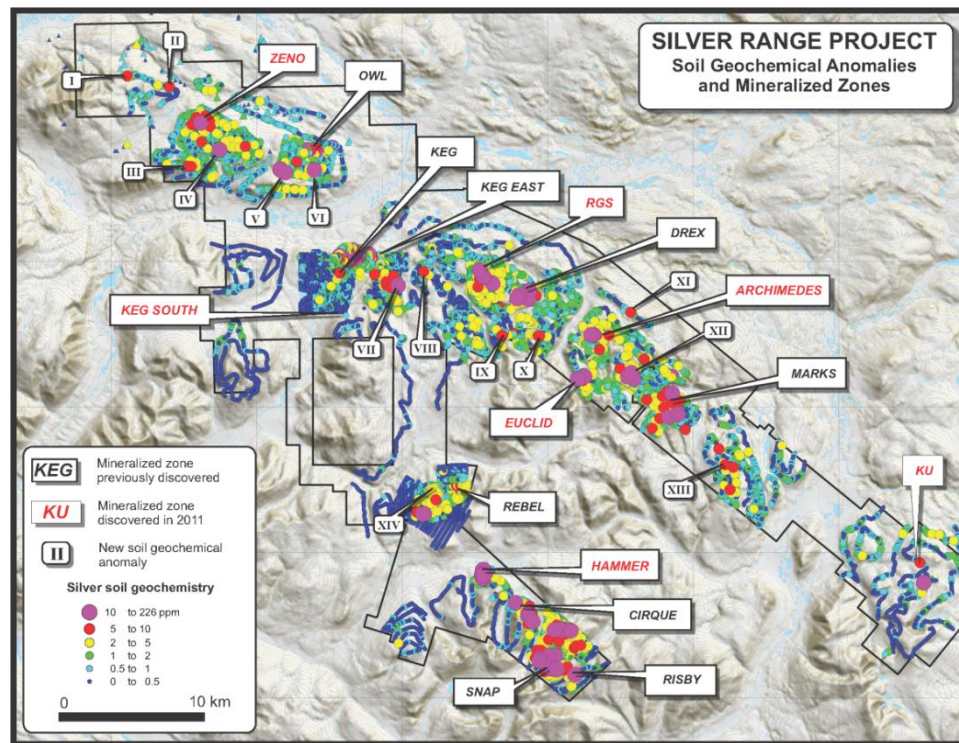 SILVER RANGE PROJECT
Soil Geochemical Anomalies
and Mineralized Zones
I
II
ZENO
OWL
III
IV
V
VI
KEG
KEG EAST
RGS
DREX
KEG SOUTH
VII
VIII
IX
X
XI
ARCHIMEDES
XII
EUCLID
MARKS
XIII
KU
XIV
REBEL
HAMMER
CIRQUE
SNAP
RISBY
KEG Mineralized zone
previously discovered
KU Mineralized zone
discovered in 2011
II New soil geochemical
anomaly
Silver soil geochemistry
10 to 226 ppm
5 to 10
2 to 5
1 to 2
0.5 to 1
0 to 0.5
0 10 km